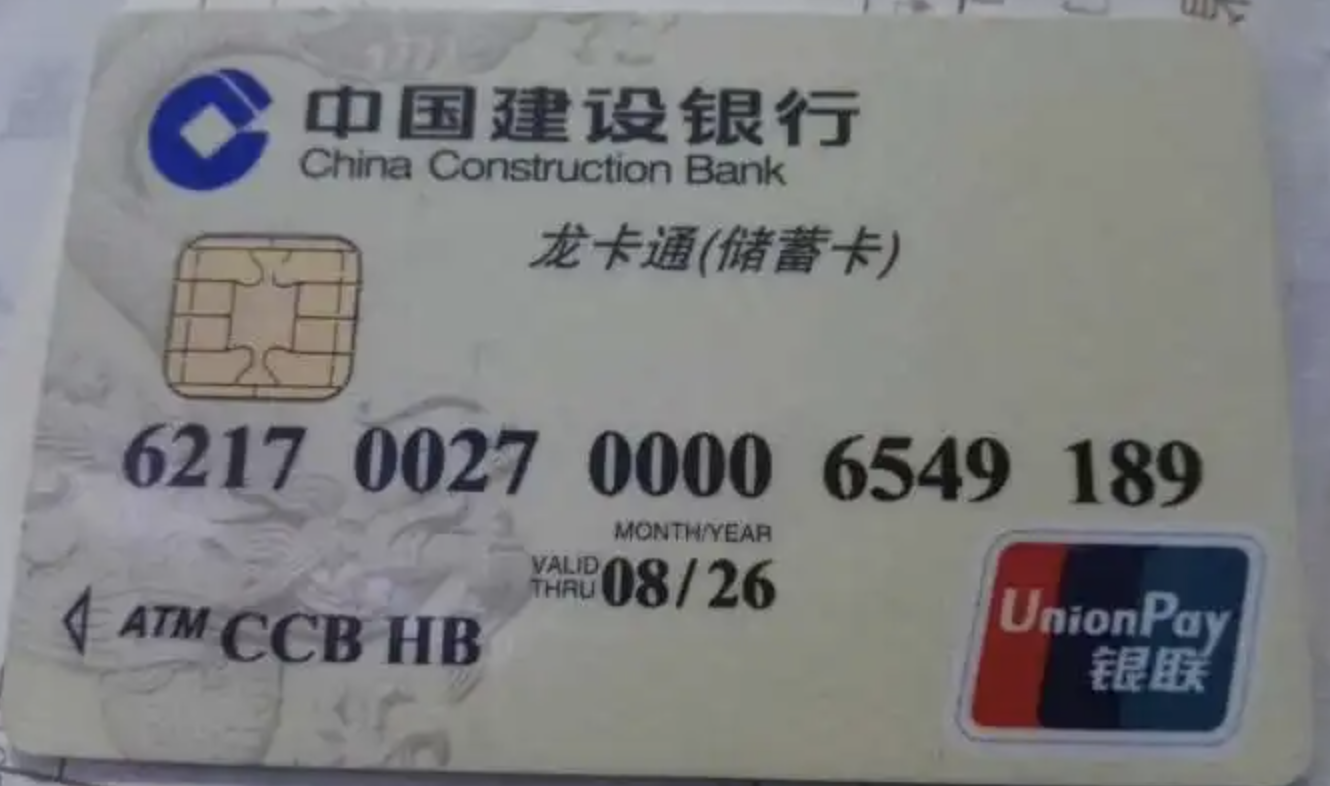 中国建设银行
China Construction Bank
龙卡通(储蓄卡)
6217 0027 0000 6549 189
MONTH/YEAR
VALID THRU 08/26
ATM CCB HB
UnionPay
银联